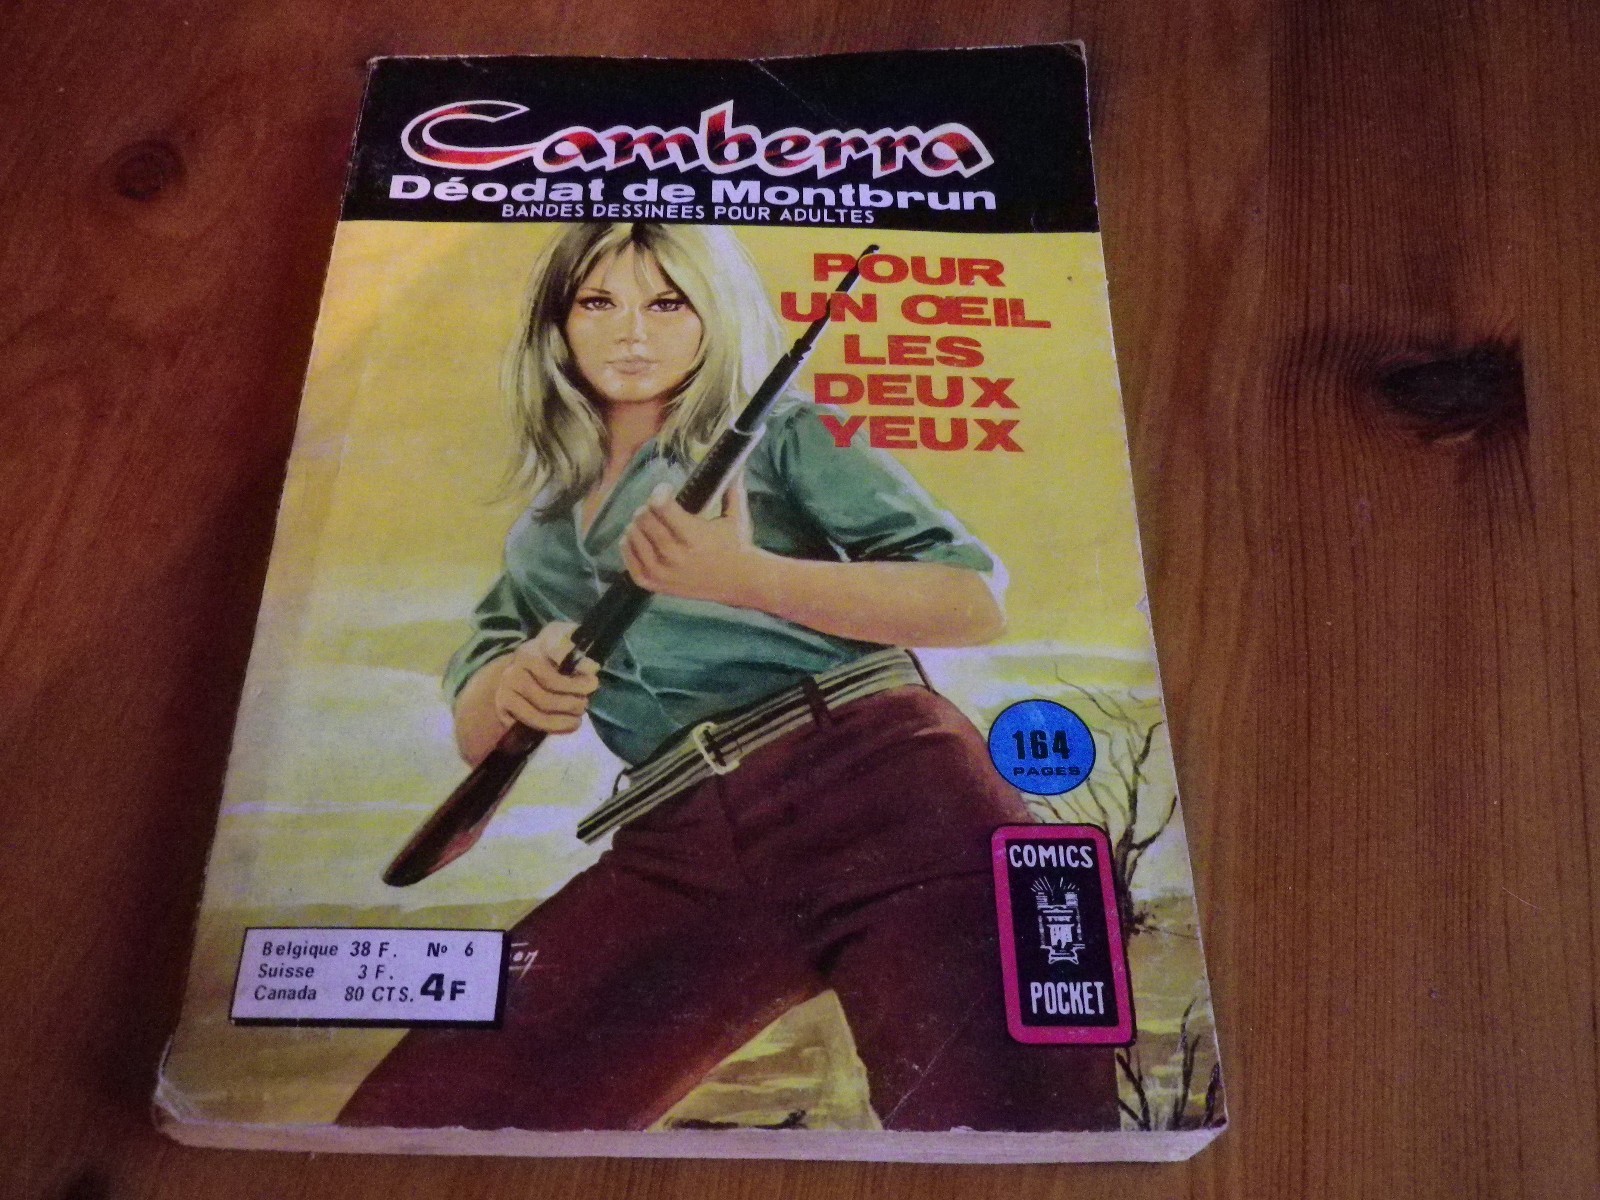 Camberra
Déodat de Montbrun
BANDES DESSINEES POUR ADULTES
POUR
UN ŒIL
LES
DEUX
YEUX
164
PAGES
COMICS
POCKET
Belgique 38 F. No 6
Suisse 3 F.
Canada 80 CTS. 4F